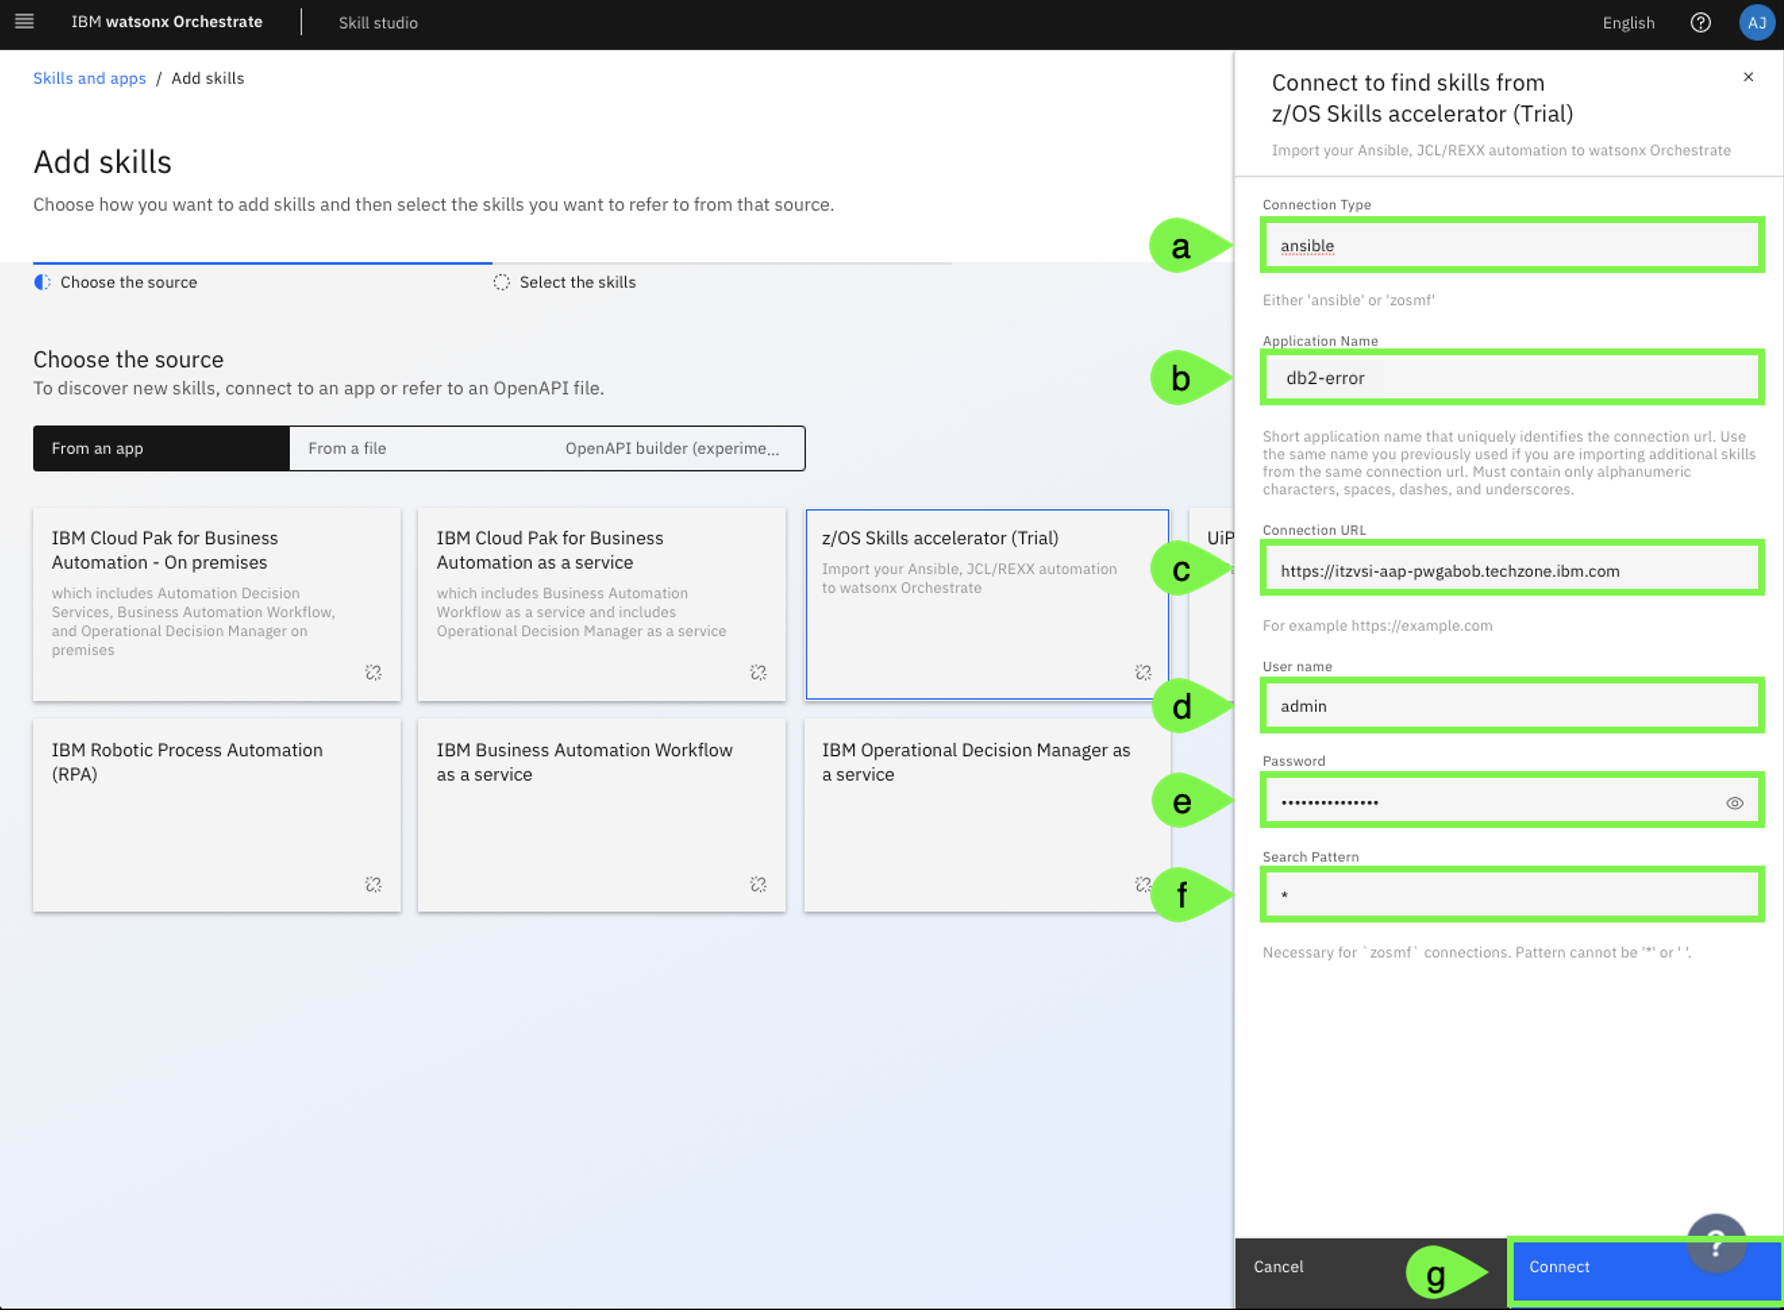 IBM watsonx Orchestrate
Skill studio
English
AJ
Skills and apps / Add skills
Add skills
Choose how you want to add skills and then select the skills you want to refer to from that source.
Choose the source
Select the skills
Choose the source
To discover new skills, connect to an app or refer to an OpenAPI file.
From an app
From a file
OpenAPI builder (experime...
IBM Cloud Pak for Business
Automation - On premises
which includes Automation Decision
Services, Business Automation Workflow,
and Operational Decision Manager on
premises
IBM Cloud Pak for Business
Automation as a service
which includes Business Automation
Workflow as a service and includes
Operational Decision Manager as a service
z/OS Skills accelerator (Trial)
Import your Ansible, JCL/REXX automation
to watsonx Orchestrate
UiP
IBM Robotic Process Automation
(RPA)
IBM Business Automation Workflow
as a service
IBM Operational Decision Manager as
a service
Connect to find skills from
z/OS Skills accelerator (Trial)
Import your Ansible, JCL/REXX automation to watsonx Orchestrate
Connection Type
a
ansible
Either 'ansible' or 'zosmf'
Application Name
b
db2-error
Short application name that uniquely identifies the connection url. Use
the same name you previously used if you are importing additional skills
from the same connection url. Must contain only alphanumeric
characters, spaces, dashes, and underscores.
Connection URL
c
https://itzvsi-aap-pwgabob.techzone.ibm.com
For example https://example.com
User name
d
admin
Password
e
•••••••••••••••
Search Pattern
f
*
Necessary for `zosmf` connections. Pattern cannot be '*' or ' '.
?
Cancel
g
Connect